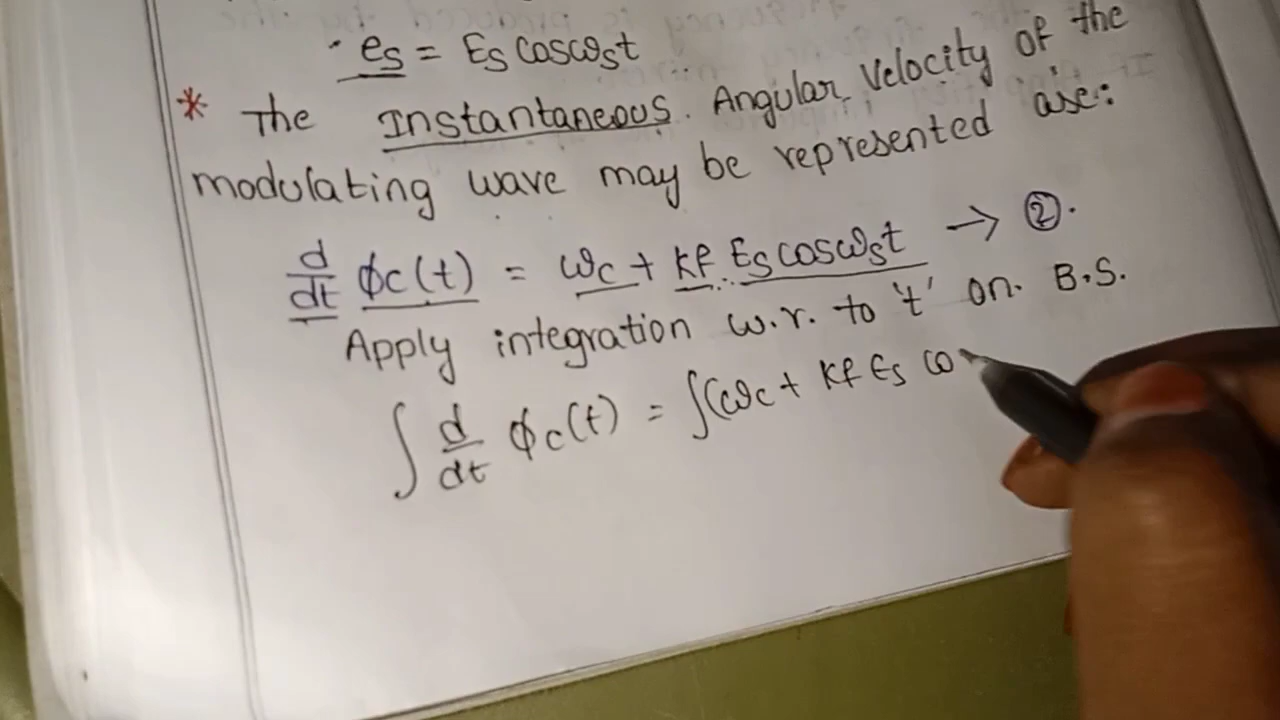 · es = Es cosωst
* The Instantaneous. Angular Velocity of the
modulating wave may be represented are:
d/dt ϕc(t) = ωc + kf Es cosωst → ②.
Apply integration w.r. to 't' on. B.S.
∫ d/dt ϕc(t) = ∫(ωc + kf Es co